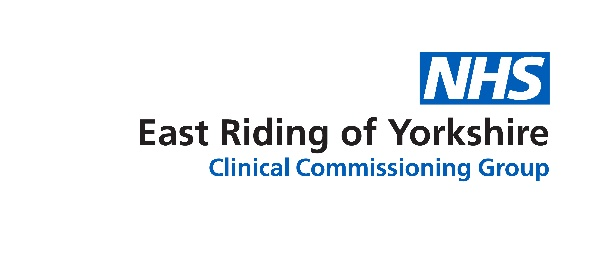 NHS
East Riding of Yorkshire
Clinical Commissioning Group